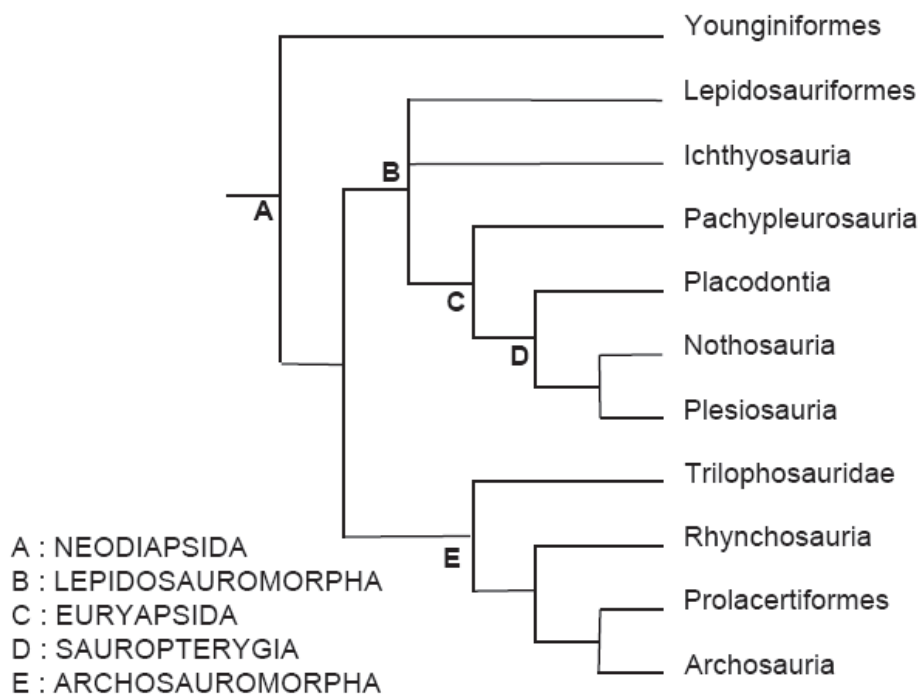 Younginiformes
Lepidosauriformes
Ichthyosauria
B
Pachypleurosauria
A
Placodontia
C
Nothosauria
D
Plesiosauria
Trilophosauridae
Rhynchosauria
E
Prolacertiformes
Archosauria
A : NEODIAPSIDA
B : LEPIDOSAUROMORPHA
C : EURYAPSIDA
D : SAUROPTERYGIA
E : ARCHOSAUROMORPHA